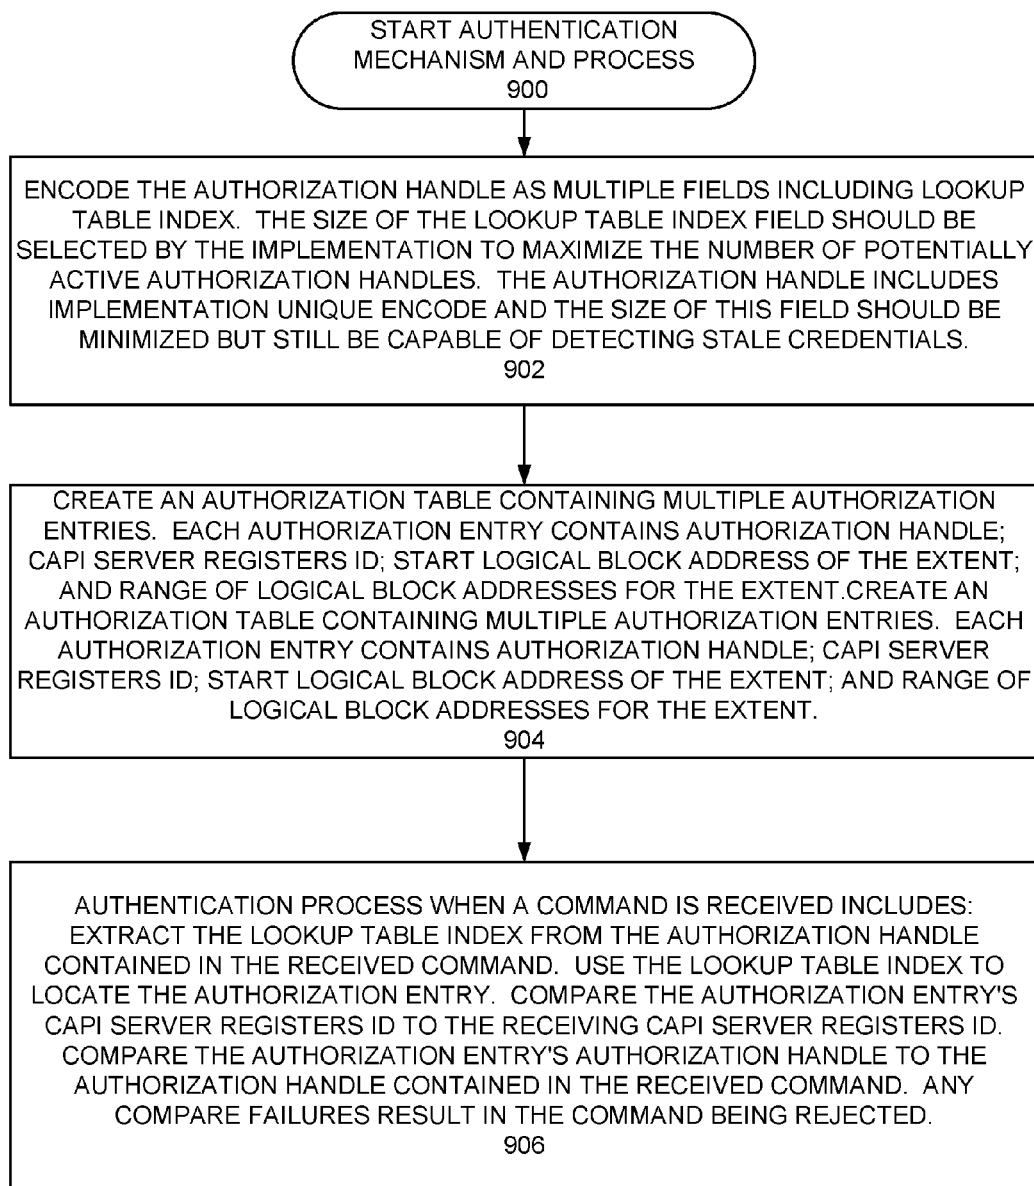 START AUTHENTICATION
MECHANISM AND PROCESS
900
ENCODE THE AUTHORIZATION HANDLE AS MULTIPLE FIELDS INCLUDING LOOKUP
TABLE INDEX. THE SIZE OF THE LOOKUP TABLE INDEX FIELD SHOULD BE
SELECTED BY THE IMPLEMENTATION TO MAXIMIZE THE NUMBER OF POTENTIALLY
ACTIVE AUTHORIZATION HANDLES. THE AUTHORIZATION HANDLE INCLUDES
IMPLEMENTATION UNIQUE ENCODE AND THE SIZE OF THIS FIELD SHOULD BE
MINIMIZED BUT STILL BE CAPABLE OF DETECTING STALE CREDENTIALS.
902
CREATE AN AUTHORIZATION TABLE CONTAINING MULTIPLE AUTHORIZATION
ENTRIES. EACH AUTHORIZATION ENTRY CONTAINS AUTHORIZATION HANDLE;
CAPI SERVER REGISTERS ID; START LOGICAL BLOCK ADDRESS OF THE EXTENT;
AND RANGE OF LOGICAL BLOCK ADDRESSES FOR THE EXTENT.CREATE AN
AUTHORIZATION TABLE CONTAINING MULTIPLE AUTHORIZATION ENTRIES. EACH
AUTHORIZATION ENTRY CONTAINS AUTHORIZATION HANDLE; CAPI SERVER
REGISTERS ID; START LOGICAL BLOCK ADDRESS OF THE EXTENT; AND RANGE OF
LOGICAL BLOCK ADDRESSES FOR THE EXTENT.
904
AUTHENTICATION PROCESS WHEN A COMMAND IS RECEIVED INCLUDES:
EXTRACT THE LOOKUP TABLE INDEX FROM THE AUTHORIZATION HANDLE
CONTAINED IN THE RECEIVED COMMAND. USE THE LOOKUP TABLE INDEX TO
LOCATE THE AUTHORIZATION ENTRY. COMPARE THE AUTHORIZATION ENTRY'S
CAPI SERVER REGISTERS ID TO THE RECEIVING CAPI SERVER REGISTERS ID.
COMPARE THE AUTHORIZATION ENTRY'S AUTHORIZATION HANDLE TO THE
AUTHORIZATION HANDLE CONTAINED IN THE RECEIVED COMMAND. ANY
COMPARE FAILURES RESULT IN THE COMMAND BEING REJECTED.
906